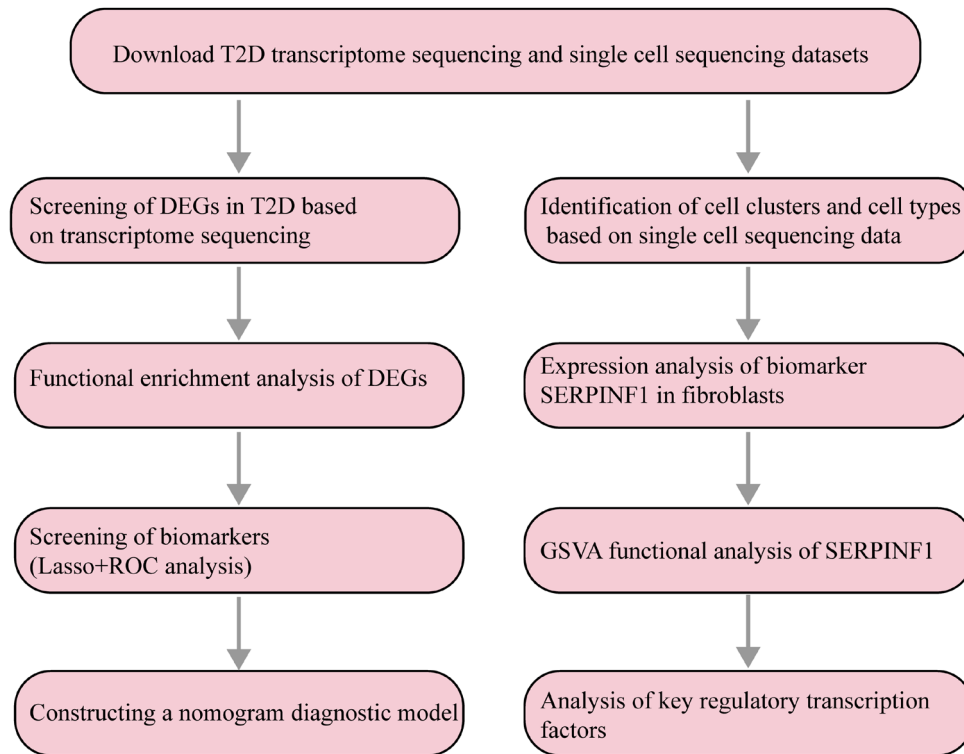 Download T2D transcriptome sequencing and single cell sequencing datasets
Screening of DEGs in T2D based
on transcriptome sequencing
Functional enrichment analysis of DEGs
Screening of biomarkers
(Lasso+ROC analysis)
Constructing a nomogram diagnostic model
Identification of cell clusters and cell types
based on single cell sequencing data
Expression analysis of biomarker
SERPINF1 in fibroblasts
GSVA functional analysis of SERPINF1
Analysis of key regulatory transcription
factors